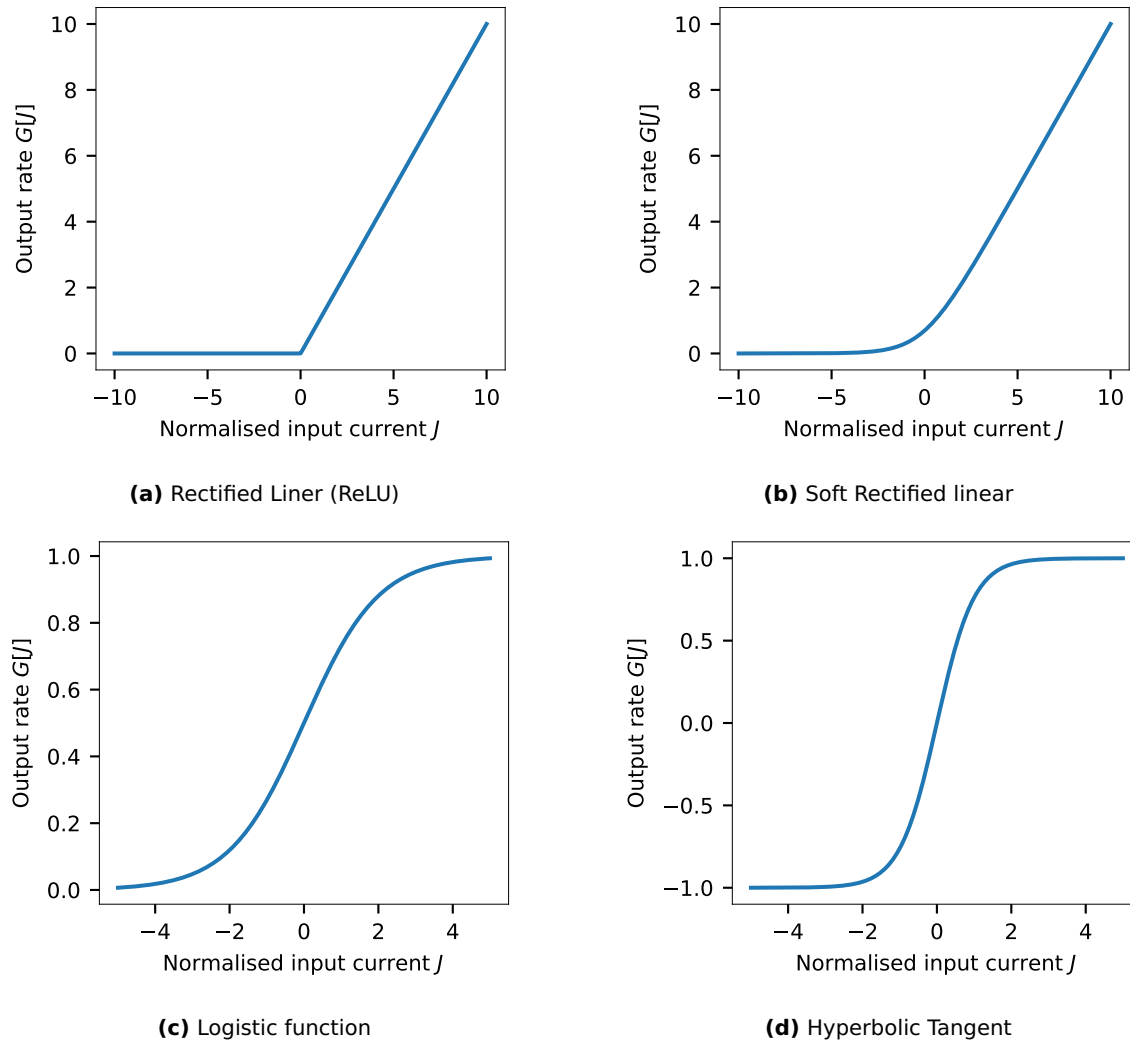 10
8
6
4
2
0
Output rate G[J]
−10 −5 0 5 10
Normalised input current J
(a) Rectified Liner (ReLU)
10
8
6
4
2
0
Output rate G[J]
−10 −5 0 5 10
Normalised input current J
(b) Soft Rectified linear
1.0
0.8
0.6
0.4
0.2
0.0
Output rate G[J]
−4 −2 0 2 4
Normalised input current J
(c) Logistic function
1.0
0.5
0.0
−0.5
−1.0
Output rate G[J]
−4 −2 0 2 4
Normalised input current J
(d) Hyperbolic Tangent